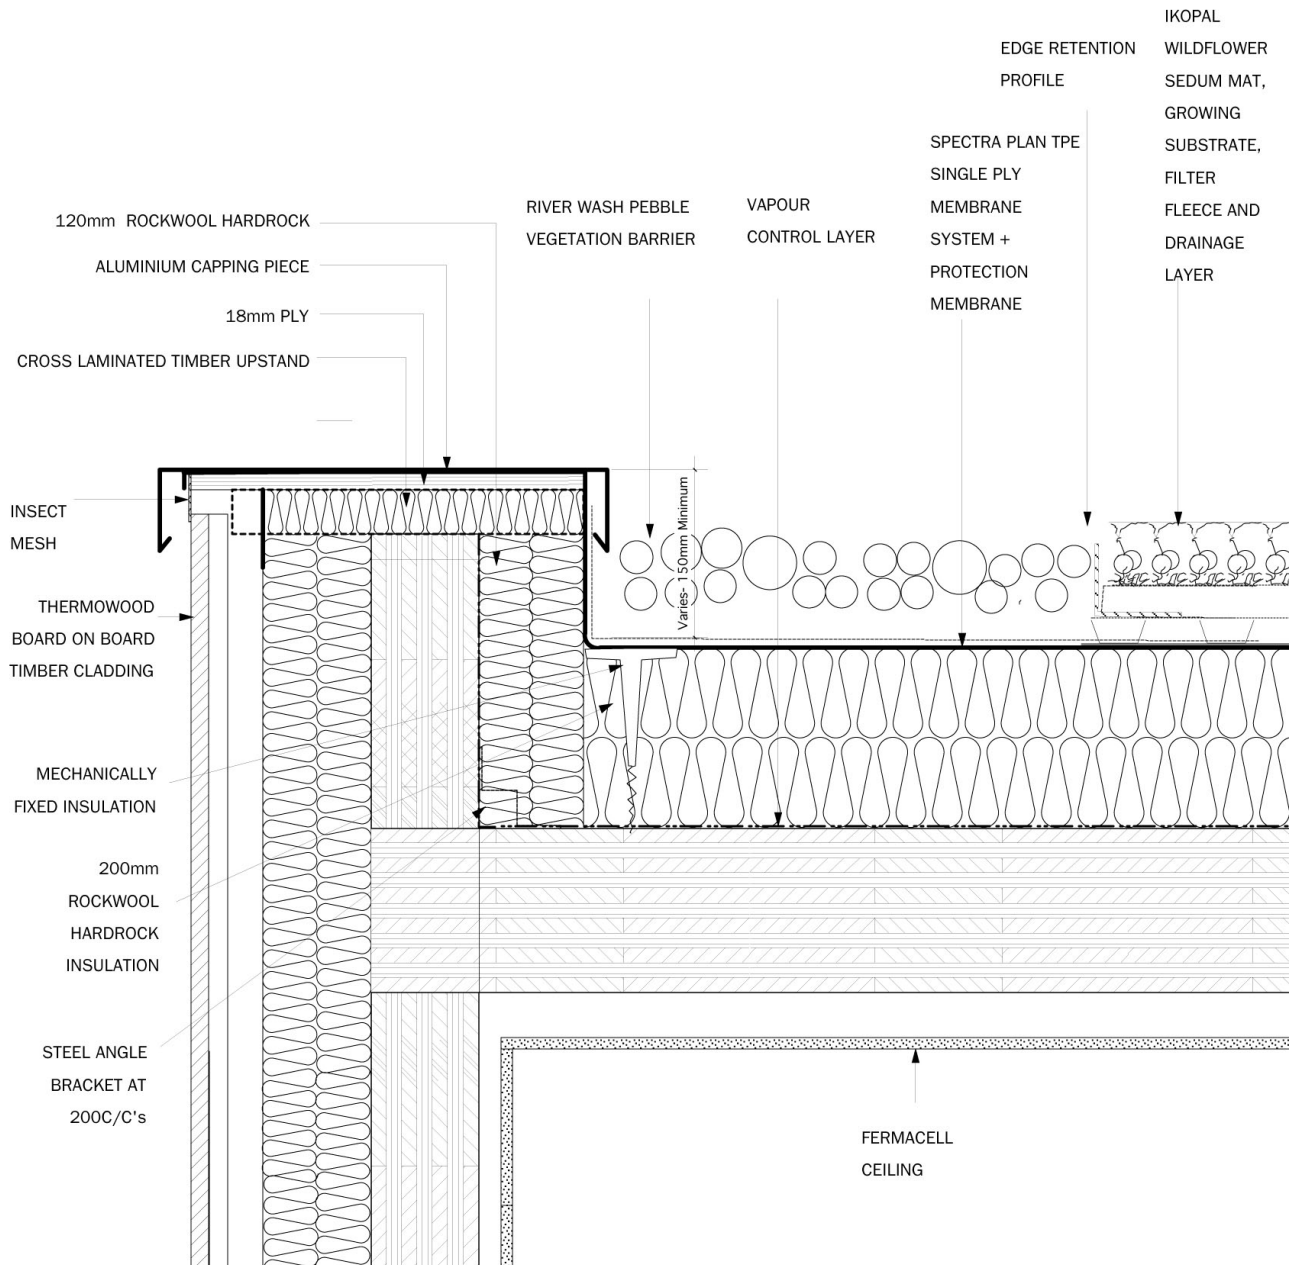 IKOPAL
WILDFLOWER
SEDUM MAT,
GROWING
SUBSTRATE,
FILTER
FLEECE AND
DRAINAGE
LAYER
EDGE RETENTION
PROFILE
SPECTRA PLAN TPE
SINGLE PLY
MEMBRANE
SYSTEM +
PROTECTION
MEMBRANE
RIVER WASH PEBBLE
VEGETATION BARRIER
VAPOUR
CONTROL LAYER
120mm ROCKWOOL HARDROCK
ALUMINIUM CAPPING PIECE
18mm PLY
CROSS LAMINATED TIMBER UPSTAND
INSECT
MESH
Varies- 150mm Minimum
THERMOWOOD
BOARD ON BOARD
TIMBER CLADDING
MECHANICALLY
FIXED INSULATION
200mm
ROCKWOOL
HARDROCK
INSULATION
STEEL ANGLE
BRACKET AT
200C/C's
FERMACELL
CEILING